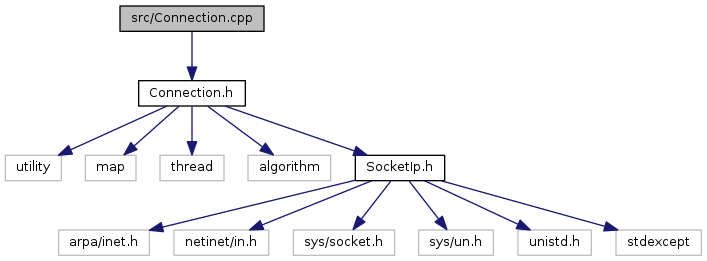 src/Connection.cpp
Connection.h
utility
map
thread
algorithm
SocketIp.h
arpa/inet.h
netinet/in.h
sys/socket.h
sys/un.h
unistd.h
stdexcept